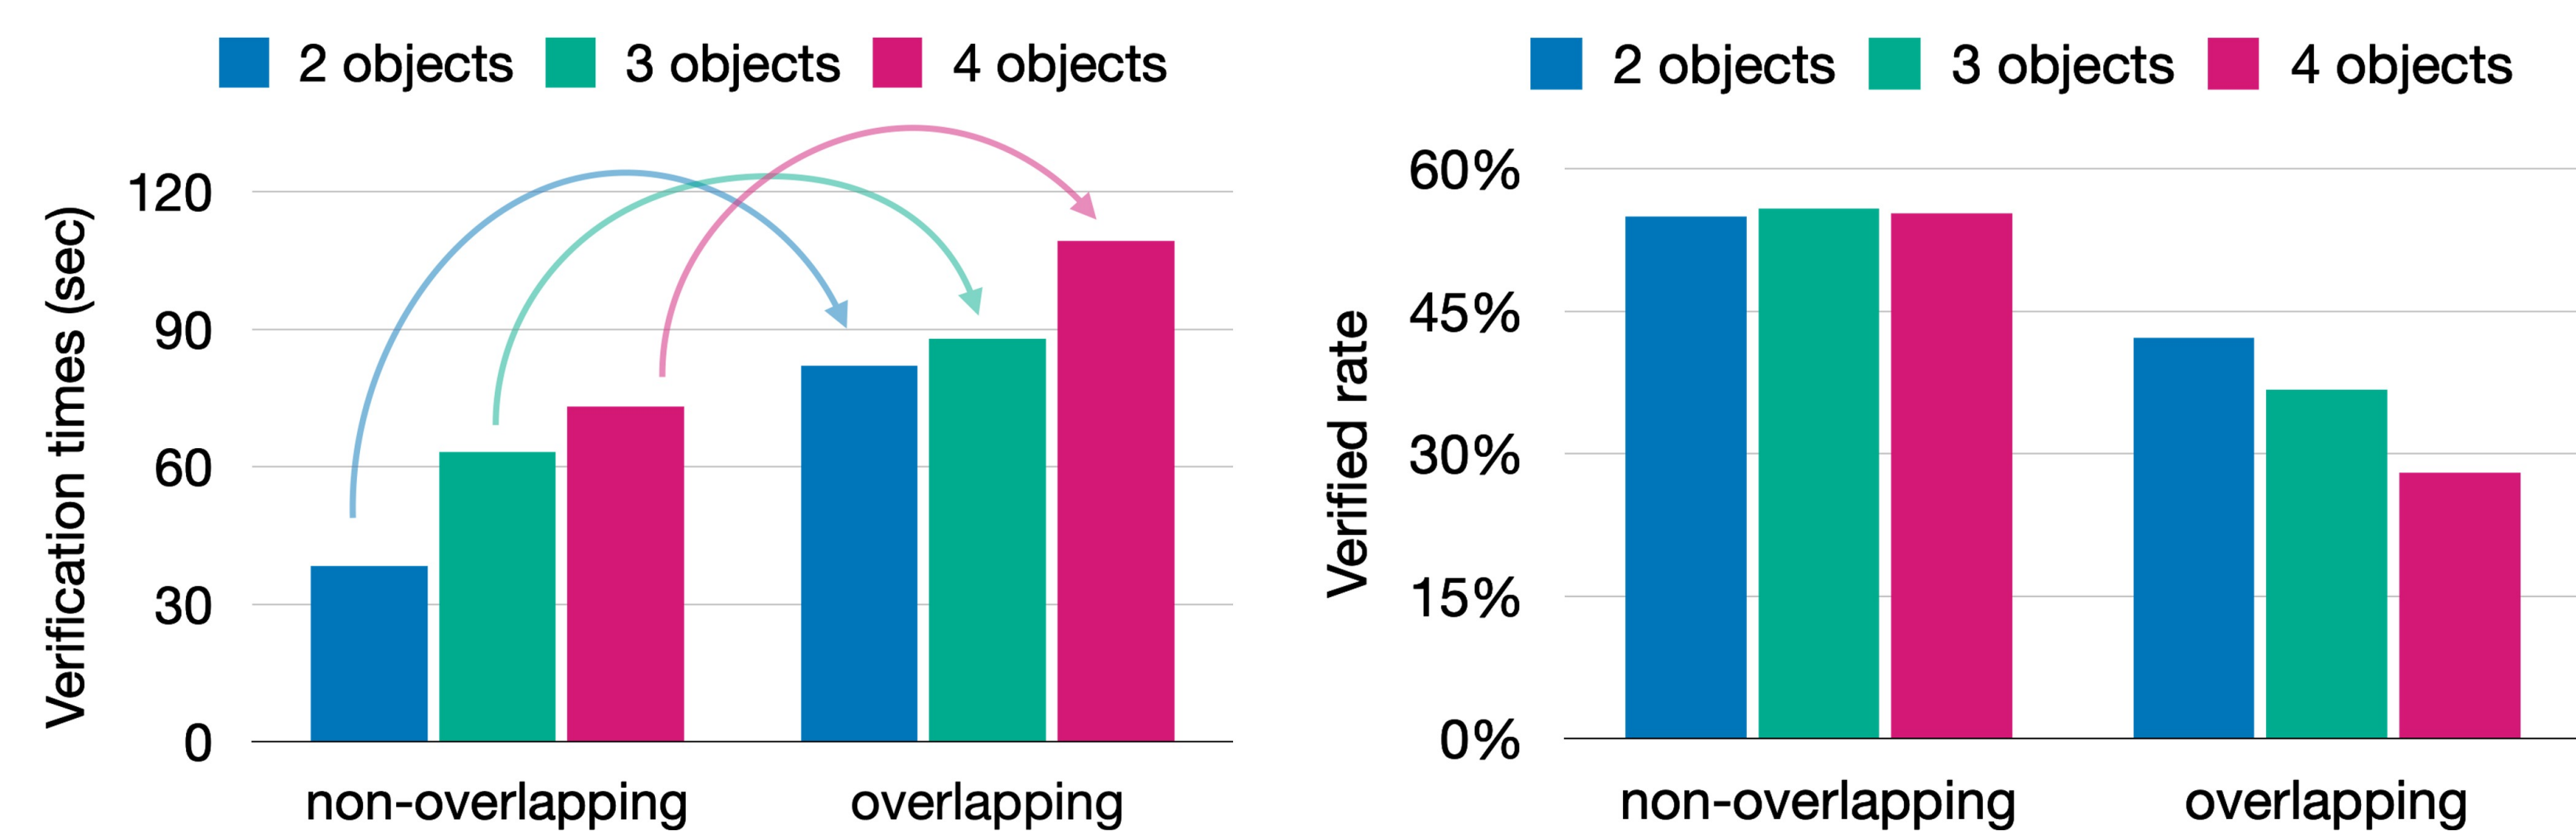 2 objects 3 objects 4 objects
Verification times (sec)
120
90
60
30
0
non-overlapping overlapping
2 objects 3 objects 4 objects
Verified rate
60%
45%
30%
15%
0%
non-overlapping overlapping